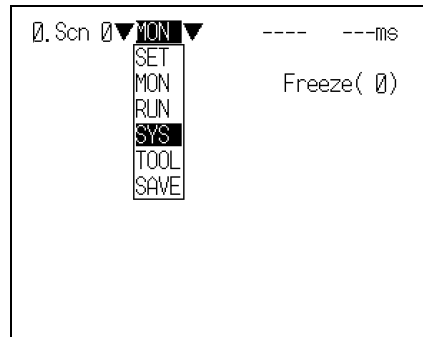 0.Scn 0▼MON ▼ ---- ---ms
SET
MON Freeze( 0)
RUN
SYS
TOOL
SAVE